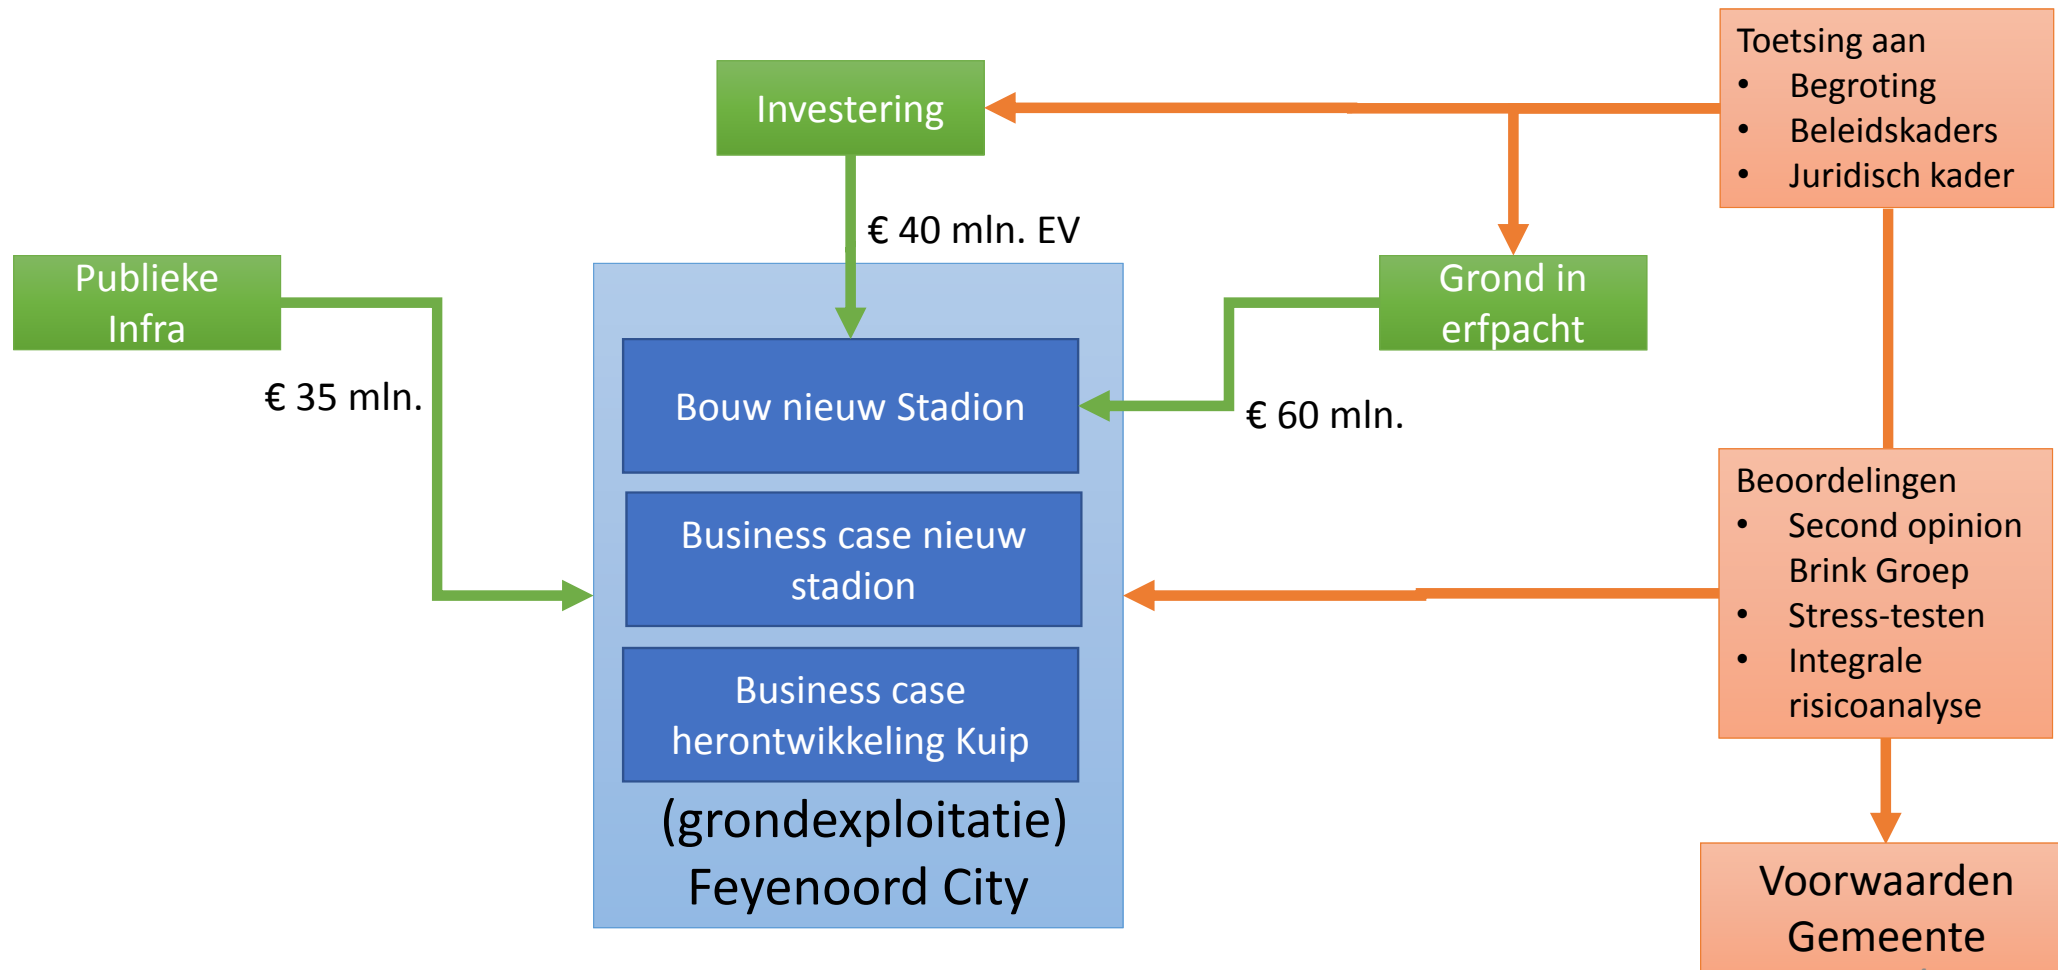 Toetsing aan
• Begroting
• Beleidskaders
• Juridisch kader
Investering
€ 40 mln. EV
Publieke
Infra
Grond in
erfpacht
€ 35 mln.
€ 60 mln.
Bouw nieuw Stadion
Business case nieuw
stadion
Business case
herontwikkeling Kuip
(grondexploitatie)
Feyenoord City
Beoordelingen
• Second opinion
Brink Groep
• Stress-testen
• Integrale
risicoanalyse
Voorwaarden
Gemeente